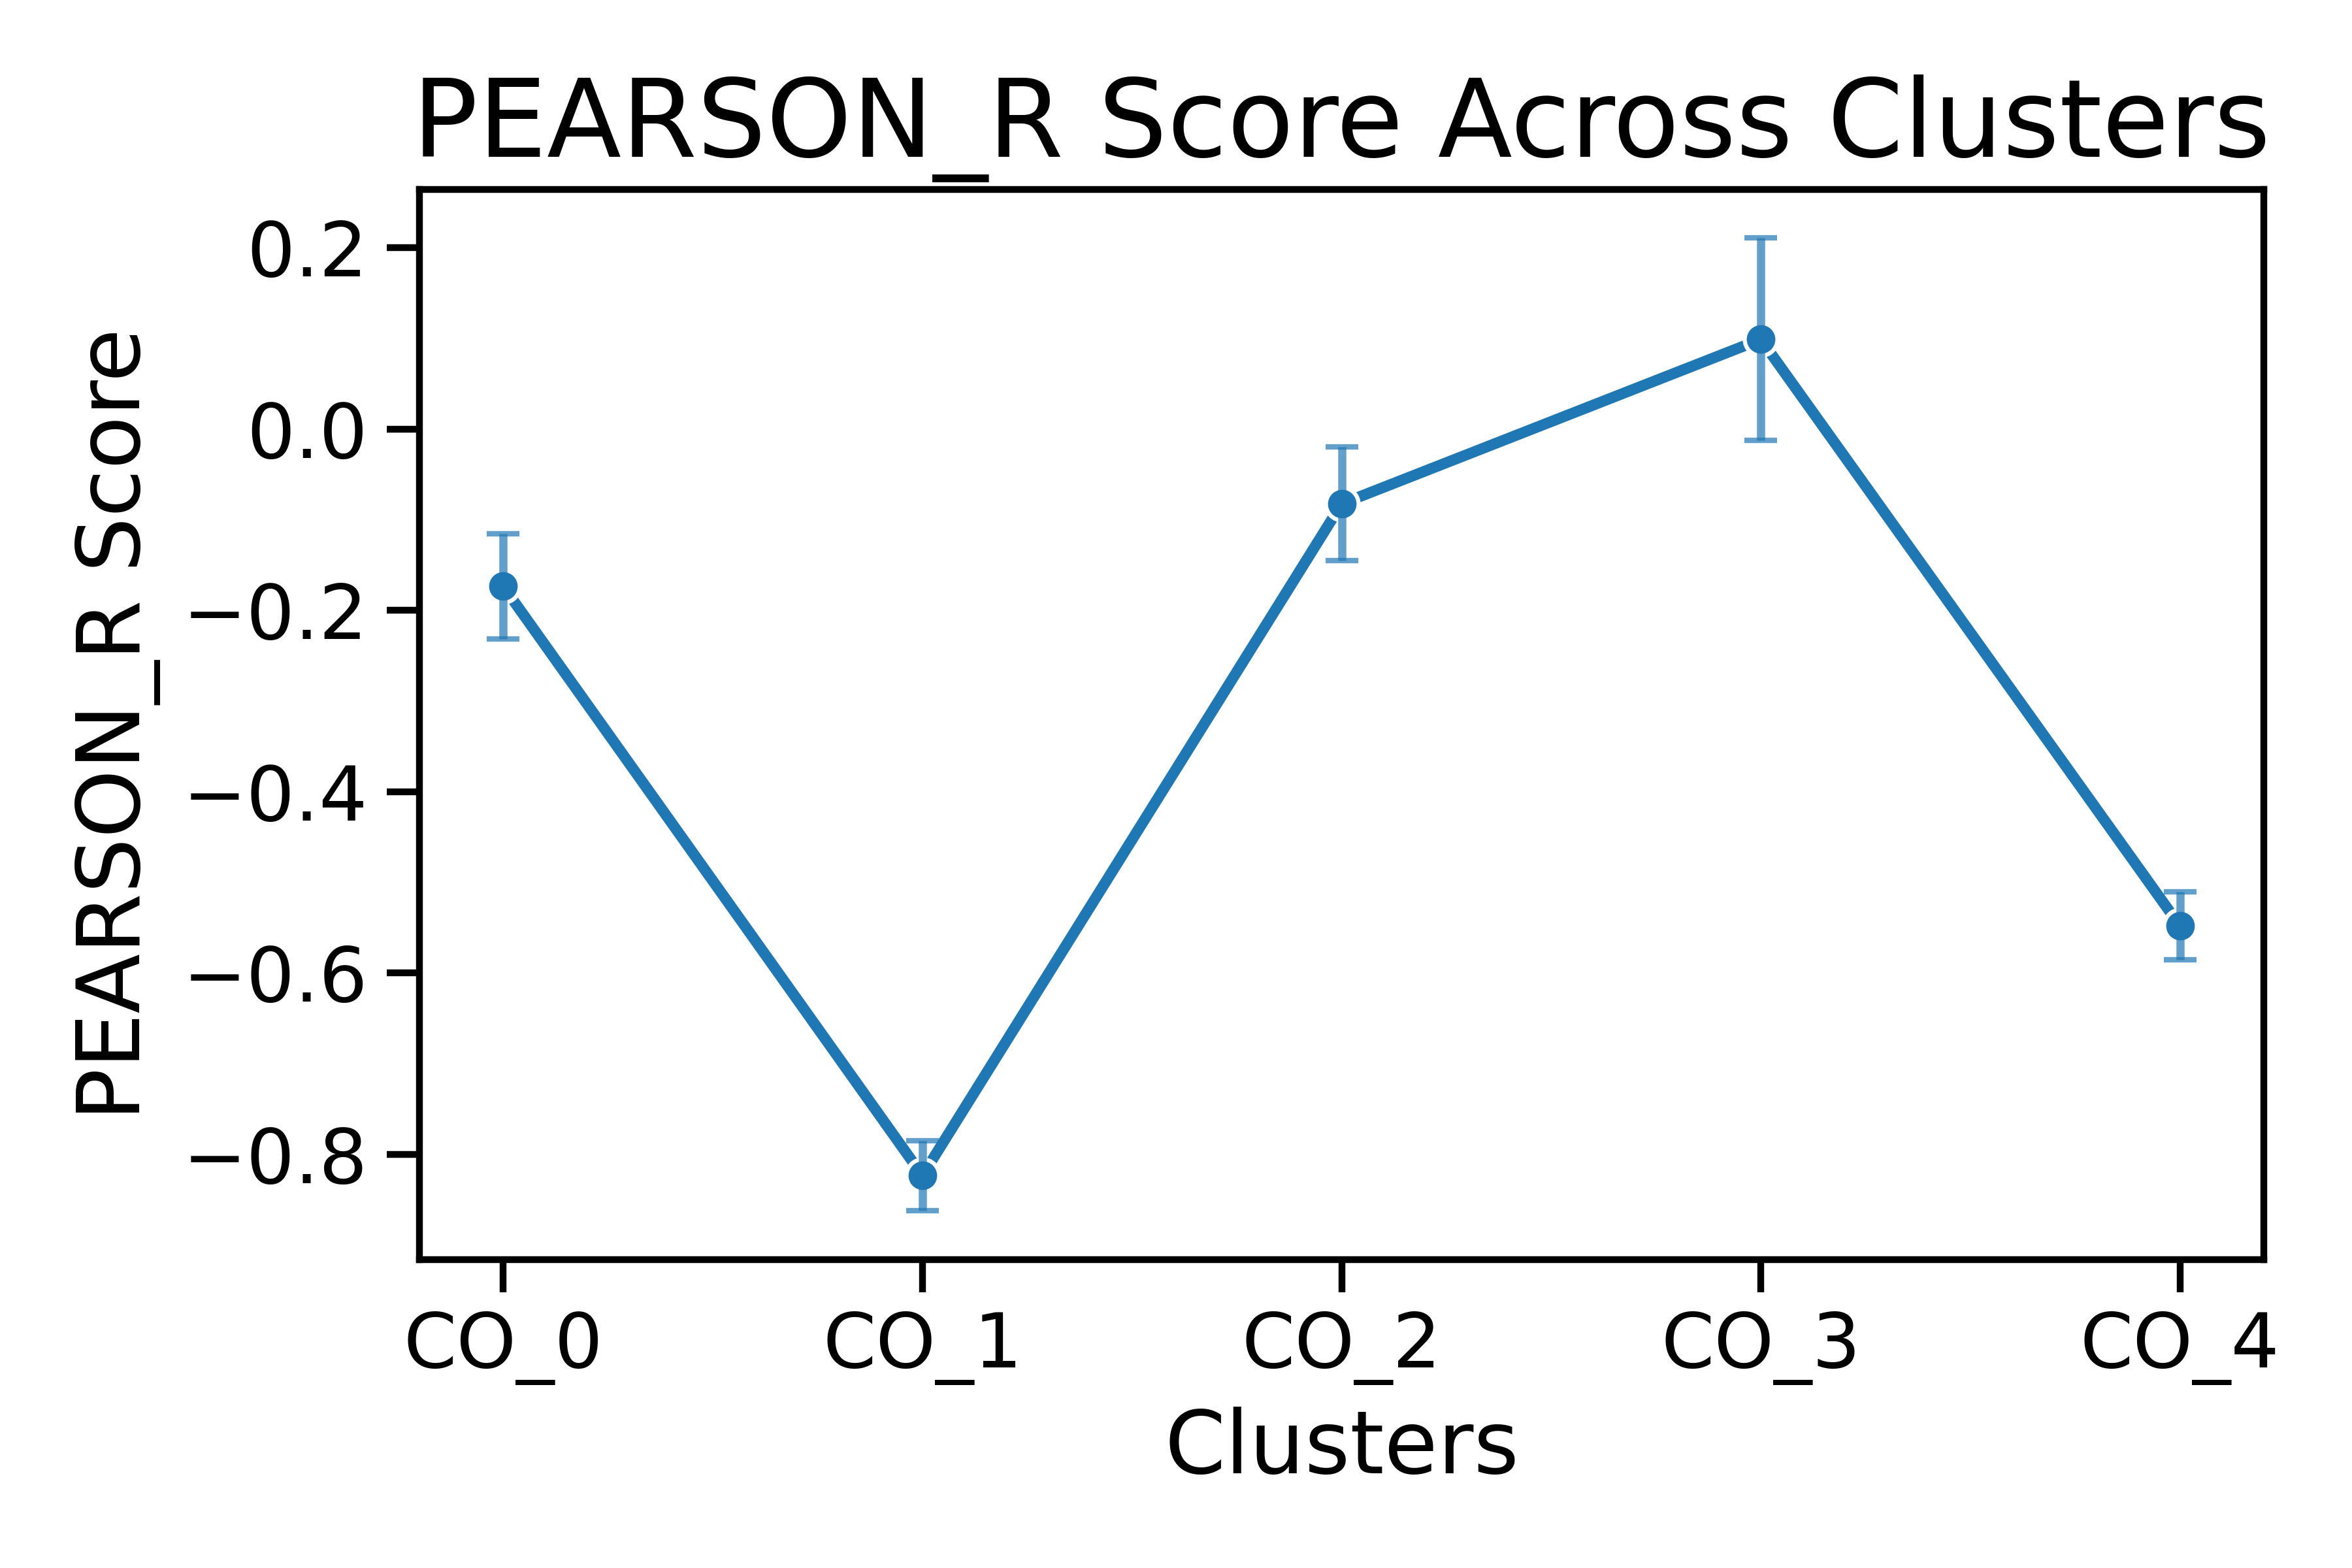 PEARSON_R Score Across Clusters
PEARSON_R Score
0.2
0.0
−0.2
−0.4
−0.6
−0.8
CO_0 CO_1 CO_2 CO_3 CO_4
Clusters